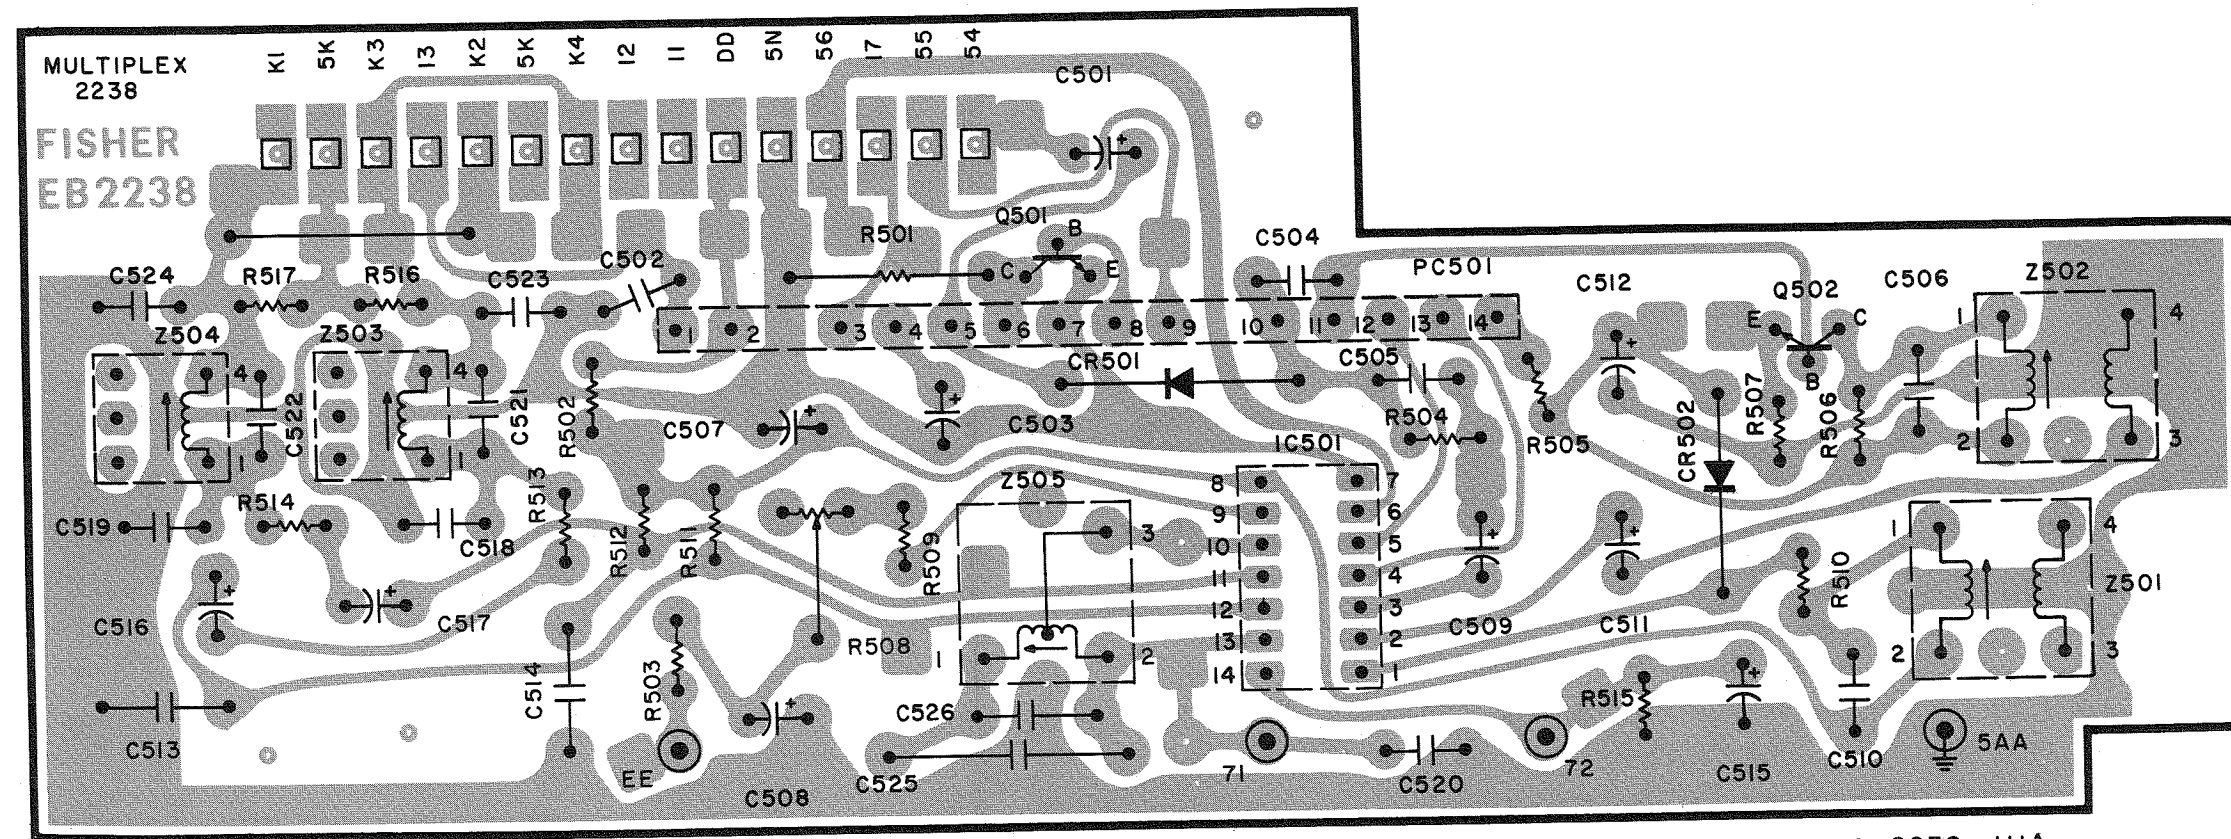 MULTIPLEX
2238
FISHER
EB2238
K1 5K K3 13 K2 5K K4 12 11 DD 5N 56 17 55 54
C501
Q501
B
C
E
R501
C504
PC501
C512
Q502
E
C
B
C506
Z502
1
4
2
3
C524
R517
R516
C523
C502
1 2 3 4 5 6 7 8 9 10 11 12 13 14
Z504
4
1
C522
Z503
4
1
C521
R502
C507
CR501
C503
C505
R504
R505
CR502
R507
R506
IC501
8 7
9 6
10 5
11 4
12 3
13 2
14 1
Z505
3
1
2
C519
R514
C518
R513
R512
R511
R509
C516
C517
R508
C509
C511
R510
Z501
1
4
2
3
C513
C514
R503
EE
C508
C526
C525
71
C520
72
R515
C515
C510
5AA